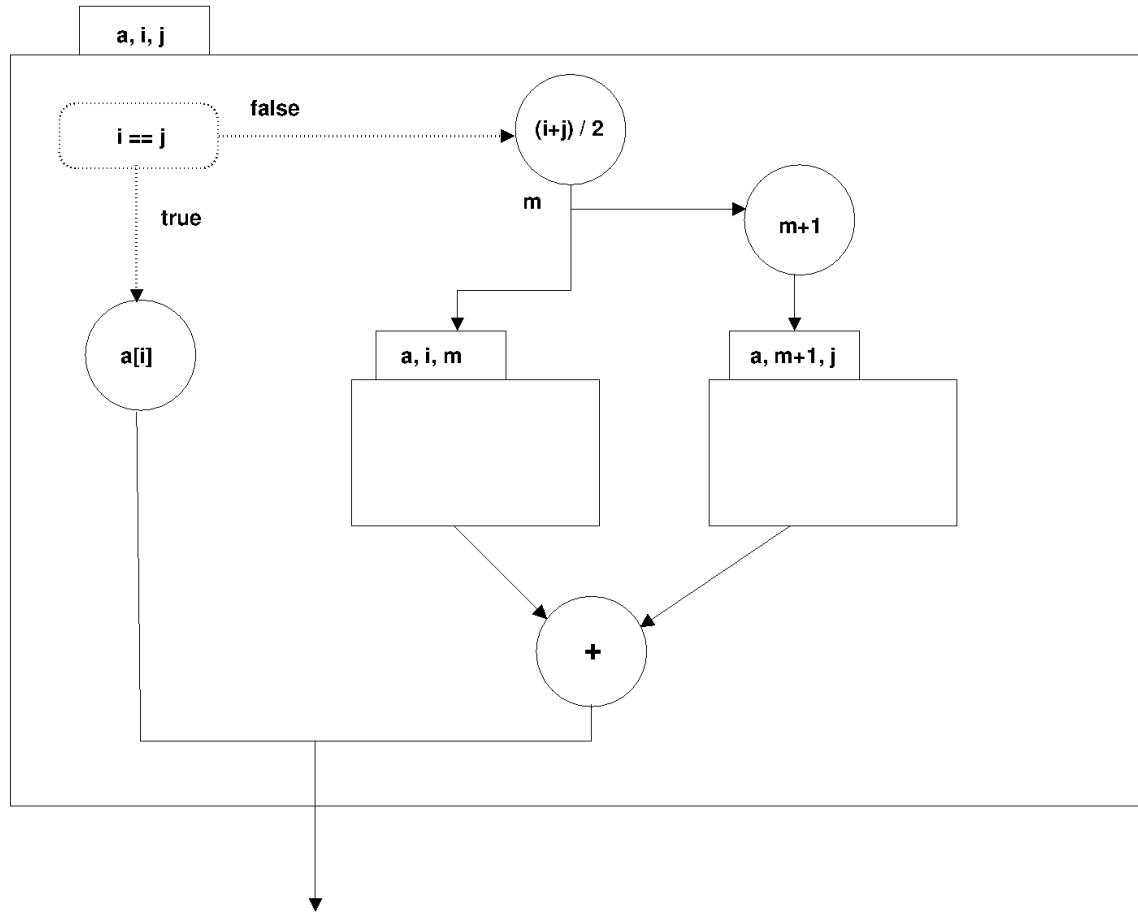 a, i, j
i == j
false
(i+j) / 2
m
true
m+1
a[i]
a, i, m
a, m+1, j
+